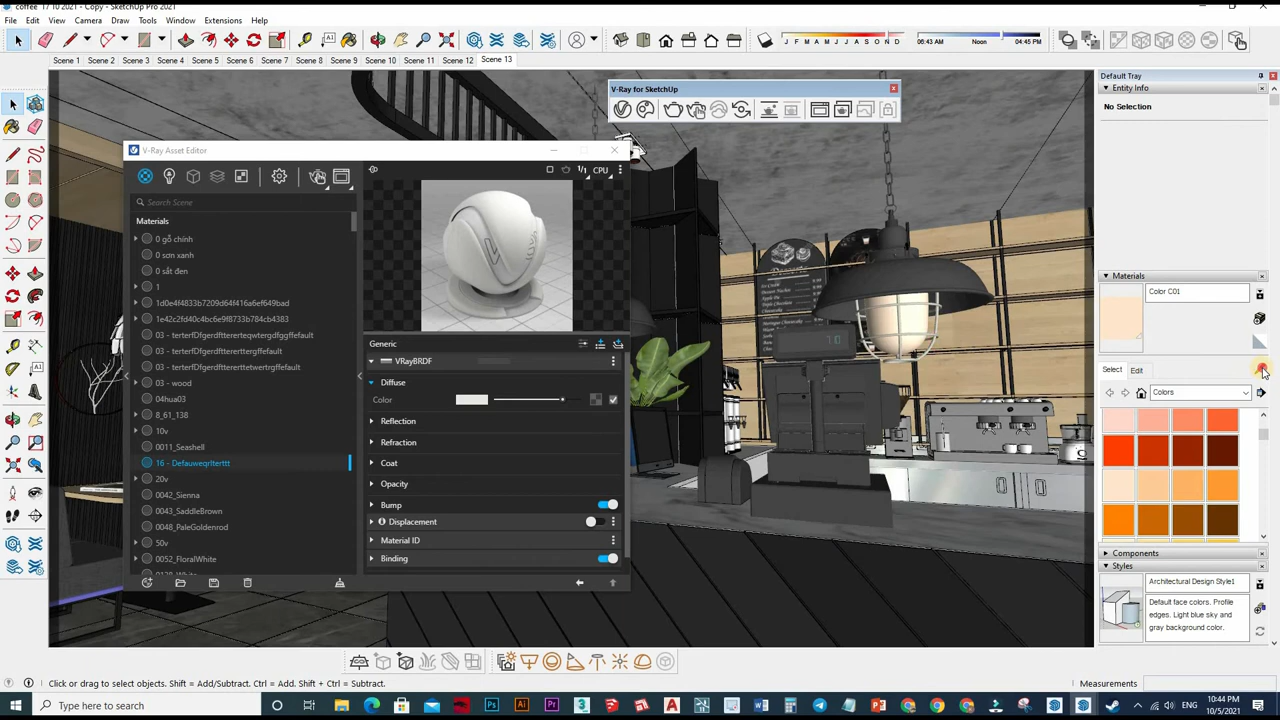 coffee 17 10 2021 - Copy - SketchUp Pro 2021
File Edit View Camera Draw Tools Window Extensions Help
J F M A M J J A S O N D 06:43 AM Noon 04:45 PM
Scene 1 Scene 2 Scene 3 Scene 4 Scene 5 Scene 6 Scene 7 Scene 8 Scene 9 Scene 10 Scene 11 Scene 12 Scene 13
V-Ray for SketchUp
V-Ray Asset Editor
1/1 CPU
Search Scene
Materials
0 gỗ chính
0 sơn xanh
0 sắt đen
1
1d0e4f4833b7209d64f416a6ef649bad
1e42c2fd40c4bc6e9f8733b784cb4383
03 - terterfDfgerdfttererteqwtergdfggffefault
03 - terterfDfgerdfttererttergffefault
03 - terterfDfgerdfttererttetwertrgffefault
03 - wood
04hua03
8_61_138
10v
0011_Seashell
16 - Defauweqrlterttt
20v
0042_Sienna
0043_SaddleBrown
0048_PaleGoldenrod
50v
0052_FloralWhite
Generic
VRayBRDF
Diffuse
Color
Reflection
Refraction
Coat
Opacity
Bump
Displacement
Material ID
Binding
Default Tray
Entity Info
No Selection
Materials
Color C01
Select Edit
Colors
Components
Styles
Architectural Design Style1
Default face colors. Profile
edges. Light blue sky and
gray background color.
Click or drag to select objects. Shift = Add/Subtract. Ctrl = Add. Shift + Ctrl = Subtract.
Measurements
Type here to search
ENG
10:44 PM
10/5/2021